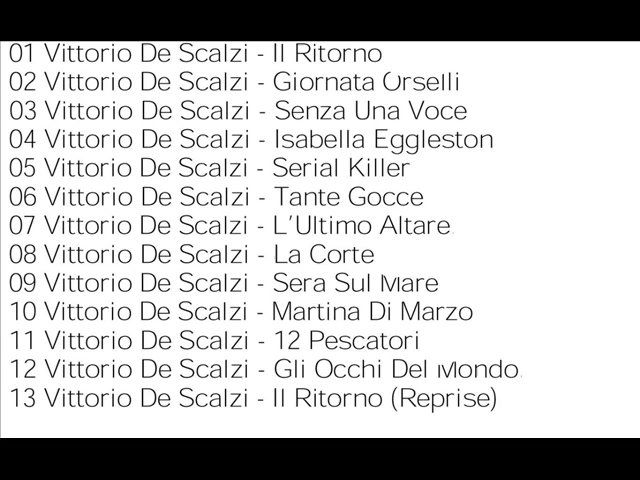 01 Vittorio De Scalzi - Il Ritorno
02 Vittorio De Scalzi - Giornata Orselli
03 Vittorio De Scalzi - Senza Una Voce
04 Vittorio De Scalzi - Isabella Eggleston
05 Vittorio De Scalzi - Serial Killer
06 Vittorio De Scalzi - Tante Gocce
07 Vittorio De Scalzi - L'Ultimo Altare
08 Vittorio De Scalzi - La Corte
09 Vittorio De Scalzi - Sera Sul Mare
10 Vittorio De Scalzi - Martina Di Marzo
11 Vittorio De Scalzi - 12 Pescatori
12 Vittorio De Scalzi - Gli Occhi Del Mondo
13 Vittorio De Scalzi - Il Ritorno (Reprise)